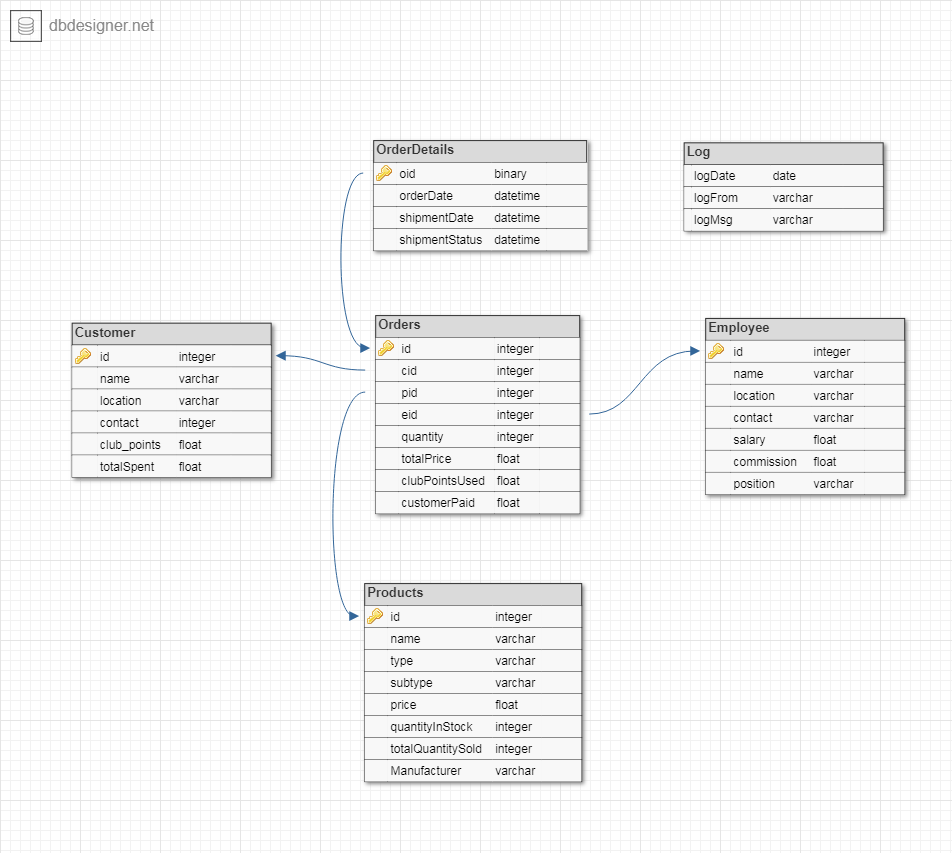 dbdesigner.net
OrderDetails
oid binary
orderDate datetime
shipmentDate datetime
shipmentStatus datetime
Log
logDate date
logFrom varchar
logMsg varchar
Customer
id integer
name varchar
location varchar
contact integer
club_points float
totalSpent float
Orders
id integer
cid integer
pid integer
eid integer
quantity integer
totalPrice float
clubPointsUsed float
customerPaid float
Employee
id integer
name varchar
location varchar
contact varchar
salary float
commission float
position varchar
Products
id integer
name varchar
type varchar
subtype varchar
price float
quantityInStock integer
totalQuantitySold integer
Manufacturer varchar